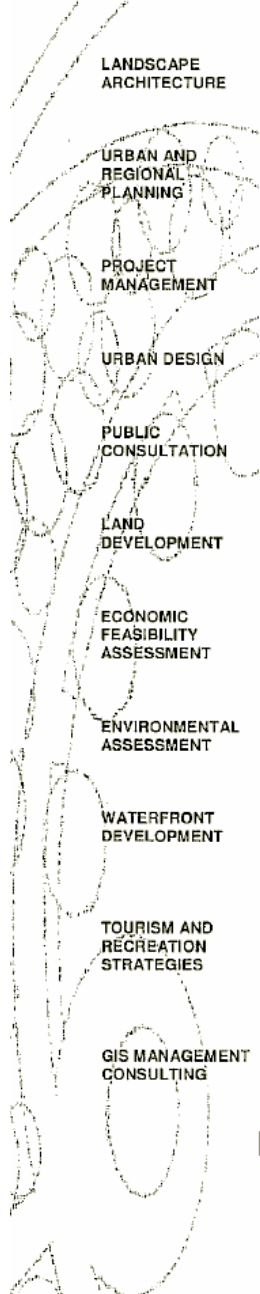 LANDSCAPE
ARCHITECTURE
URBAN AND
REGIONAL
PLANNING
PROJECT
MANAGEMENT
URBAN DESIGN
PUBLIC
CONSULTATION
LAND
DEVELOPMENT
ECONOMIC
FEASIBILITY
ASSESSMENT
ENVIRONMENTAL
ASSESSMENT
WATERFRONT
DEVELOPMENT
TOURISM AND
RECREATION
STRATEGIES
GIS MANAGEMENT
CONSULTING